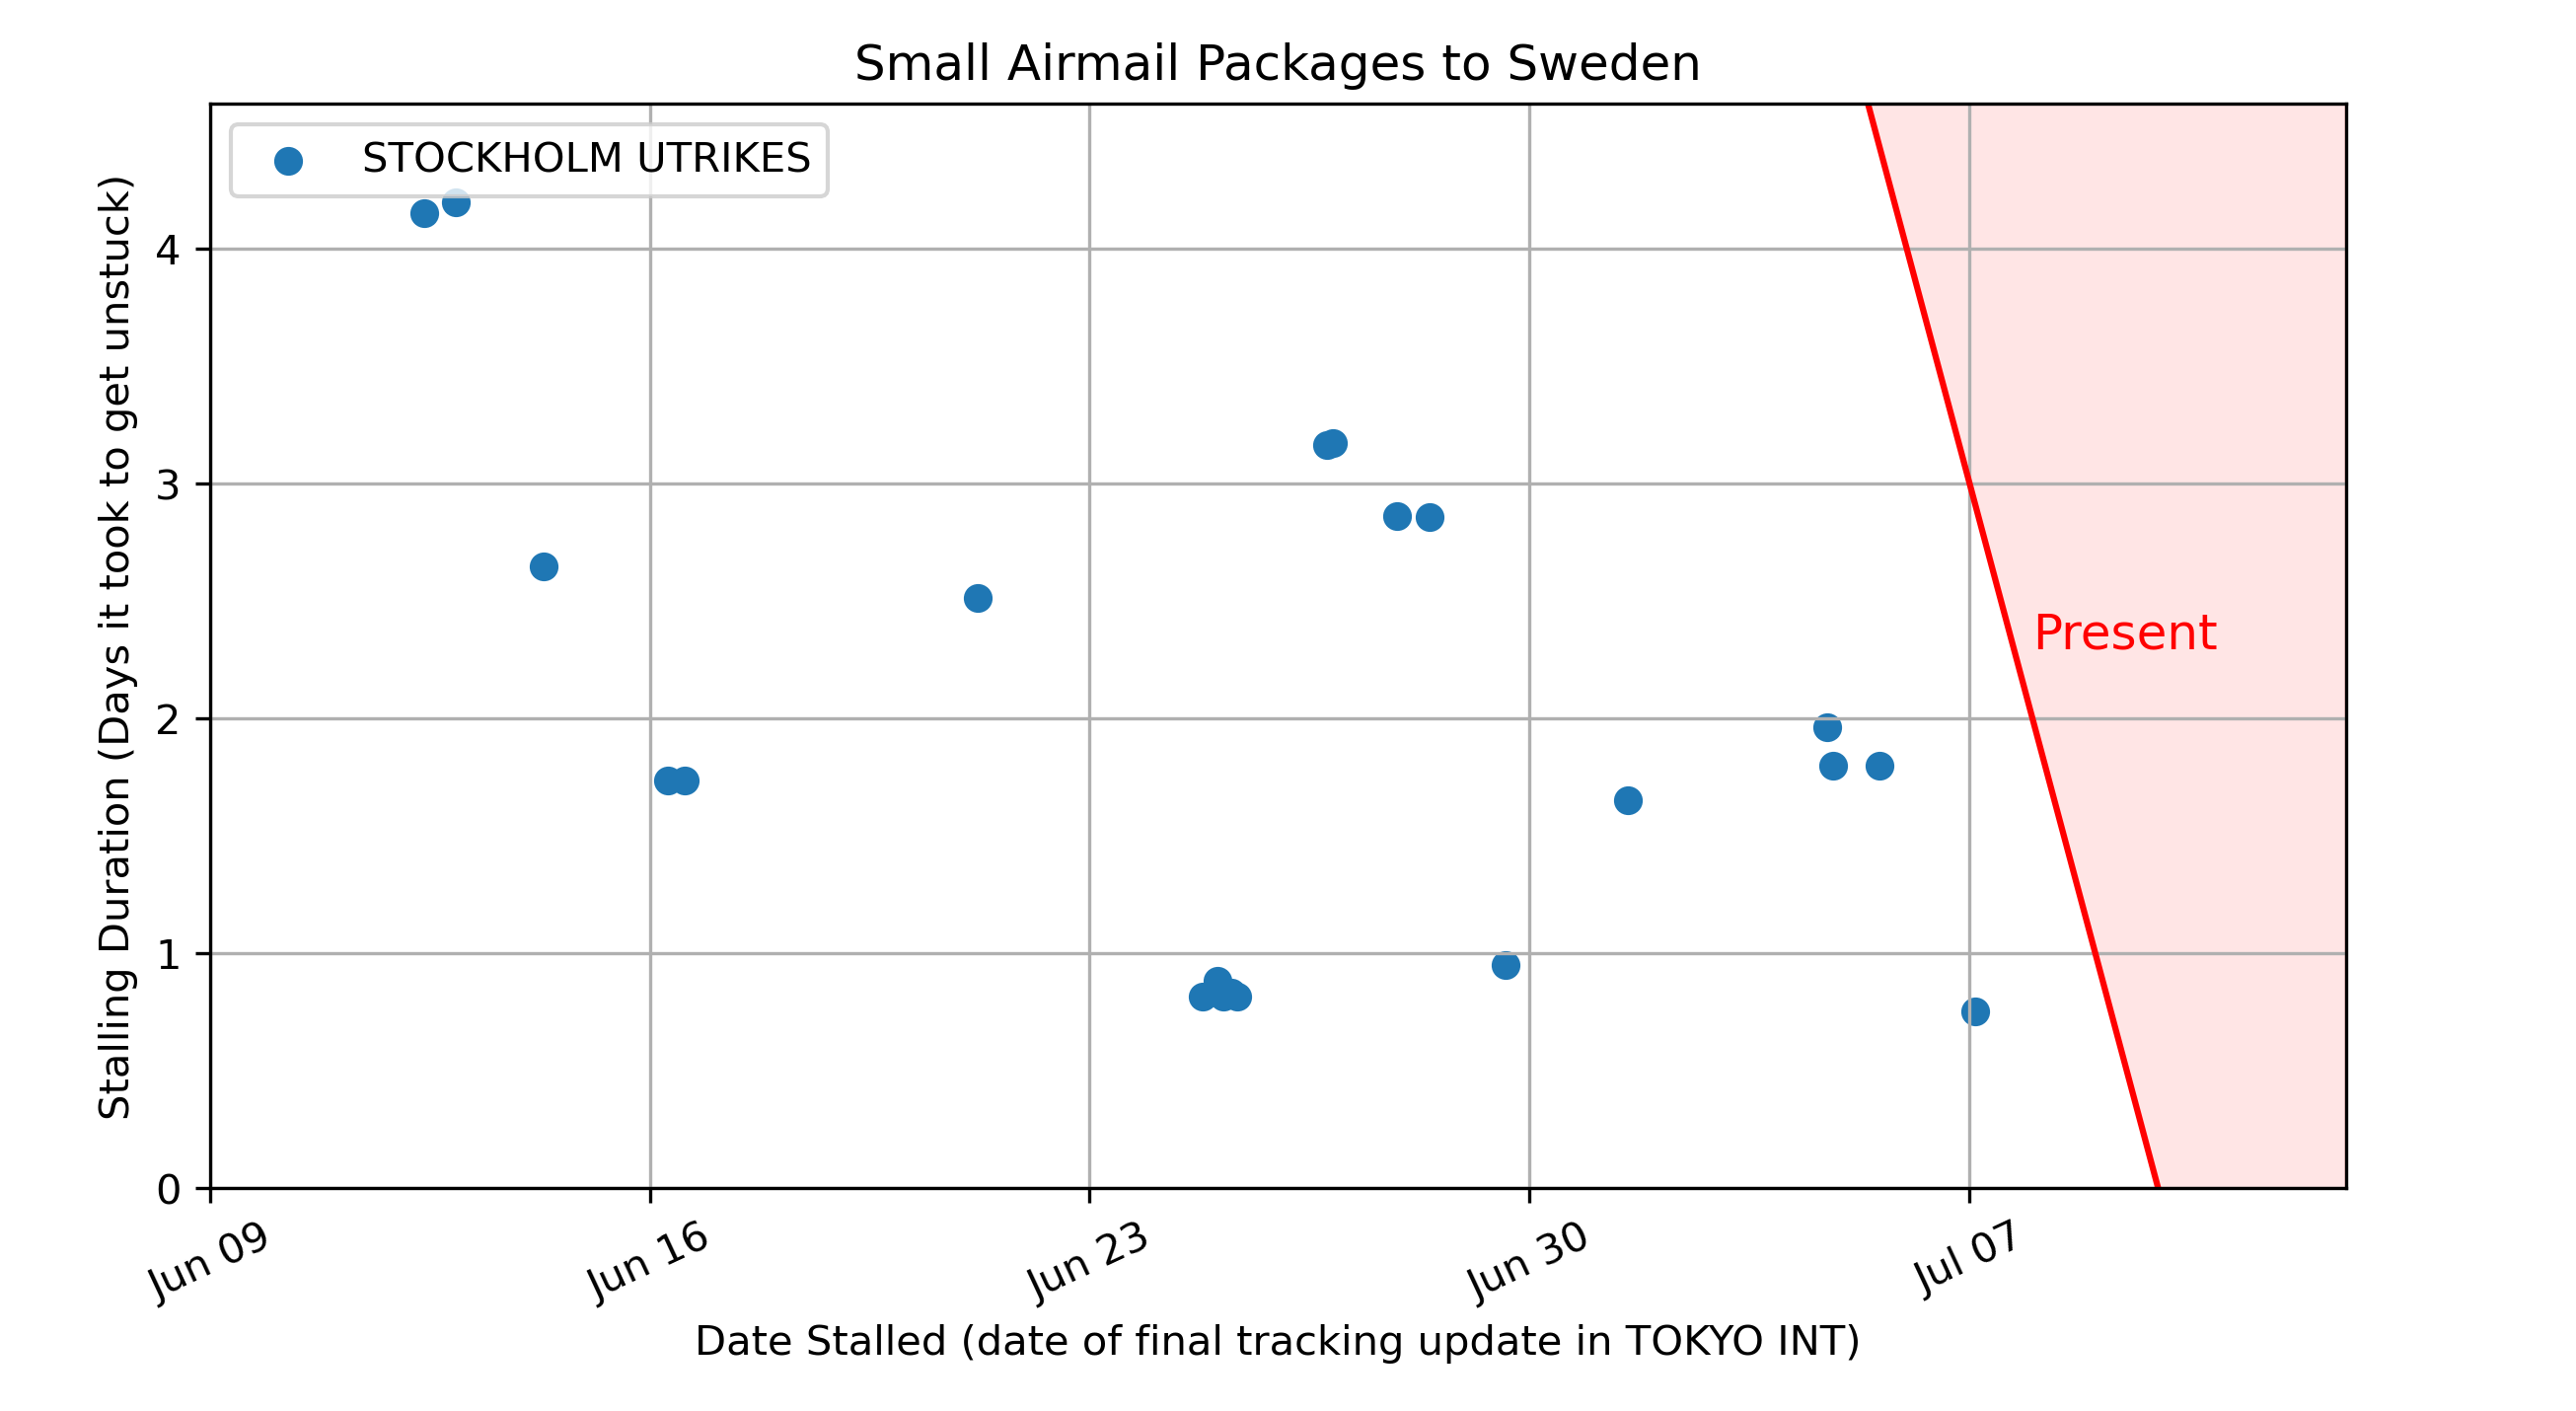 Small Airmail Packages to Sweden
STOCKHOLM UTRIKES
Stalling Duration (Days it took to get unstuck)
4
3
2
1
0
Present
Jun 09
Jun 16
Jun 23
Jun 30
Jul 07
Date Stalled (date of final tracking update in TOKYO INT)